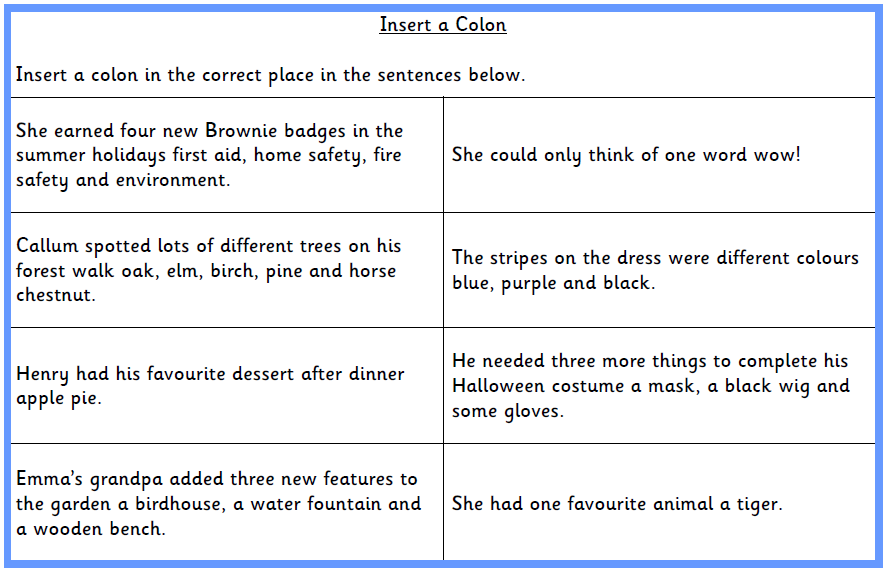 Insert a Colon
Insert a colon in the correct place in the sentences below.
She earned four new Brownie badges in the
summer holidays first aid, home safety, fire
safety and environment.
She could only think of one word wow!
Callum spotted lots of different trees on his
forest walk oak, elm, birch, pine and horse
chestnut.
The stripes on the dress were different colours
blue, purple and black.
Henry had his favourite dessert after dinner
apple pie.
He needed three more things to complete his
Halloween costume a mask, a black wig and
some gloves.
Emma's grandpa added three new features to
the garden a birdhouse, a water fountain and
a wooden bench.
She had one favourite animal a tiger.